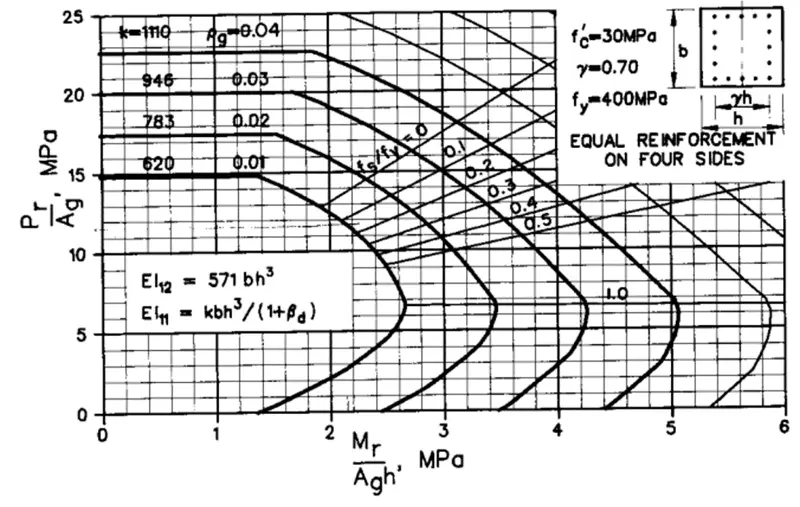 25
k=1110 ρg=0.04
946 0.03
20
783 0.02
620 0.01
15
10
5
0
Pr/Ag, MPa
fs/fy = 0
0.1
0.2
0.3
0.4
0.5
1.0
EI12 = 571 bh³
EI11 = kbh³/(1+βd)
f'c=30MPa
γ=0.70
fy=400MPa
b
γh
h
EQUAL REINFORCEMENT
ON FOUR SIDES
0 1 2 3 4 5 6
Mr/Agh, MPa